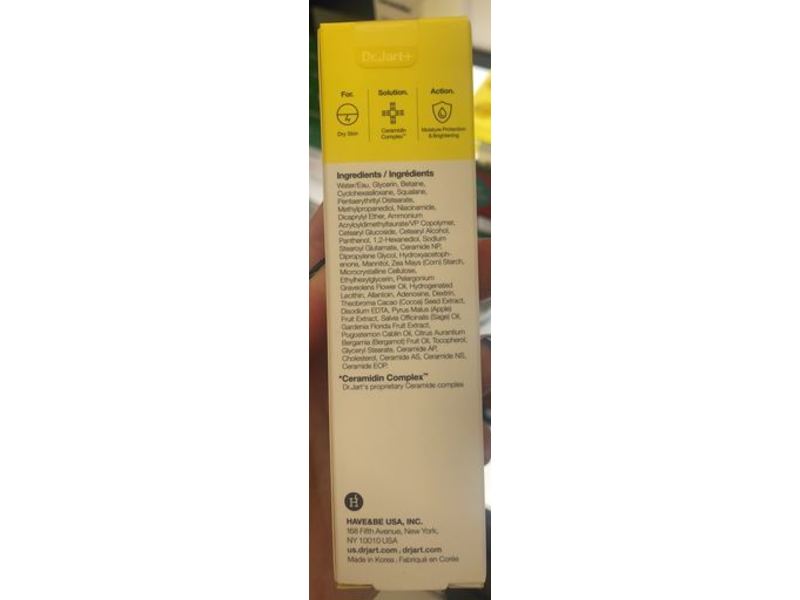 Dr.Jart+
For. Solution. Action.
Dry Skin Ceramidin Complex™ Moisture Protection & Brightening
Ingredients / Ingrédients
Water/Eau, Glycerin, Betaine,
Cyclohexasiloxane, Squalane,
Pentaerythrityl Distearate,
Methylpropanediol, Niacinamide,
Dicaprylyl Ether, Ammonium
Acryloyldimethyltaurate/VP Copolymer,
Cetearyl Glucoside, Cetearyl Alcohol,
Panthenol, 1,2-Hexanediol, Sodium
Stearoyl Glutamate, Ceramide NP,
Dipropylene Glycol, Hydroxyacetoph-
enone, Mannitol, Zea Mays (Corn) Starch,
Microcrystalline Cellulose,
Ethylhexylglycerin, Pelargonium
Graveolens Flower Oil, Hydrogenated
Lecithin, Allantoin, Adenosine, Dextrin,
Theobroma Cacao (Cocoa) Seed Extract,
Disodium EDTA, Pyrus Malus (Apple)
Fruit Extract, Salvia Officinalis (Sage) Oil,
Gardenia Florida Fruit Extract,
Pogostemon Cablin Oil, Citrus Aurantium
Bergamia (Bergamot) Fruit Oil, Tocopherol,
Glyceryl Stearate, Ceramide AP,
Cholesterol, Ceramide AS, Ceramide NS,
Ceramide EOP.
*Ceramidin Complex™
Dr.Jart's proprietary Ceramide complex
H
HAVE&BE USA, INC.
168 Fifth Avenue, New York,
NY 10010 USA
us.drjart.com . drjart.com
Made in Korea . Fabriqué en Corée